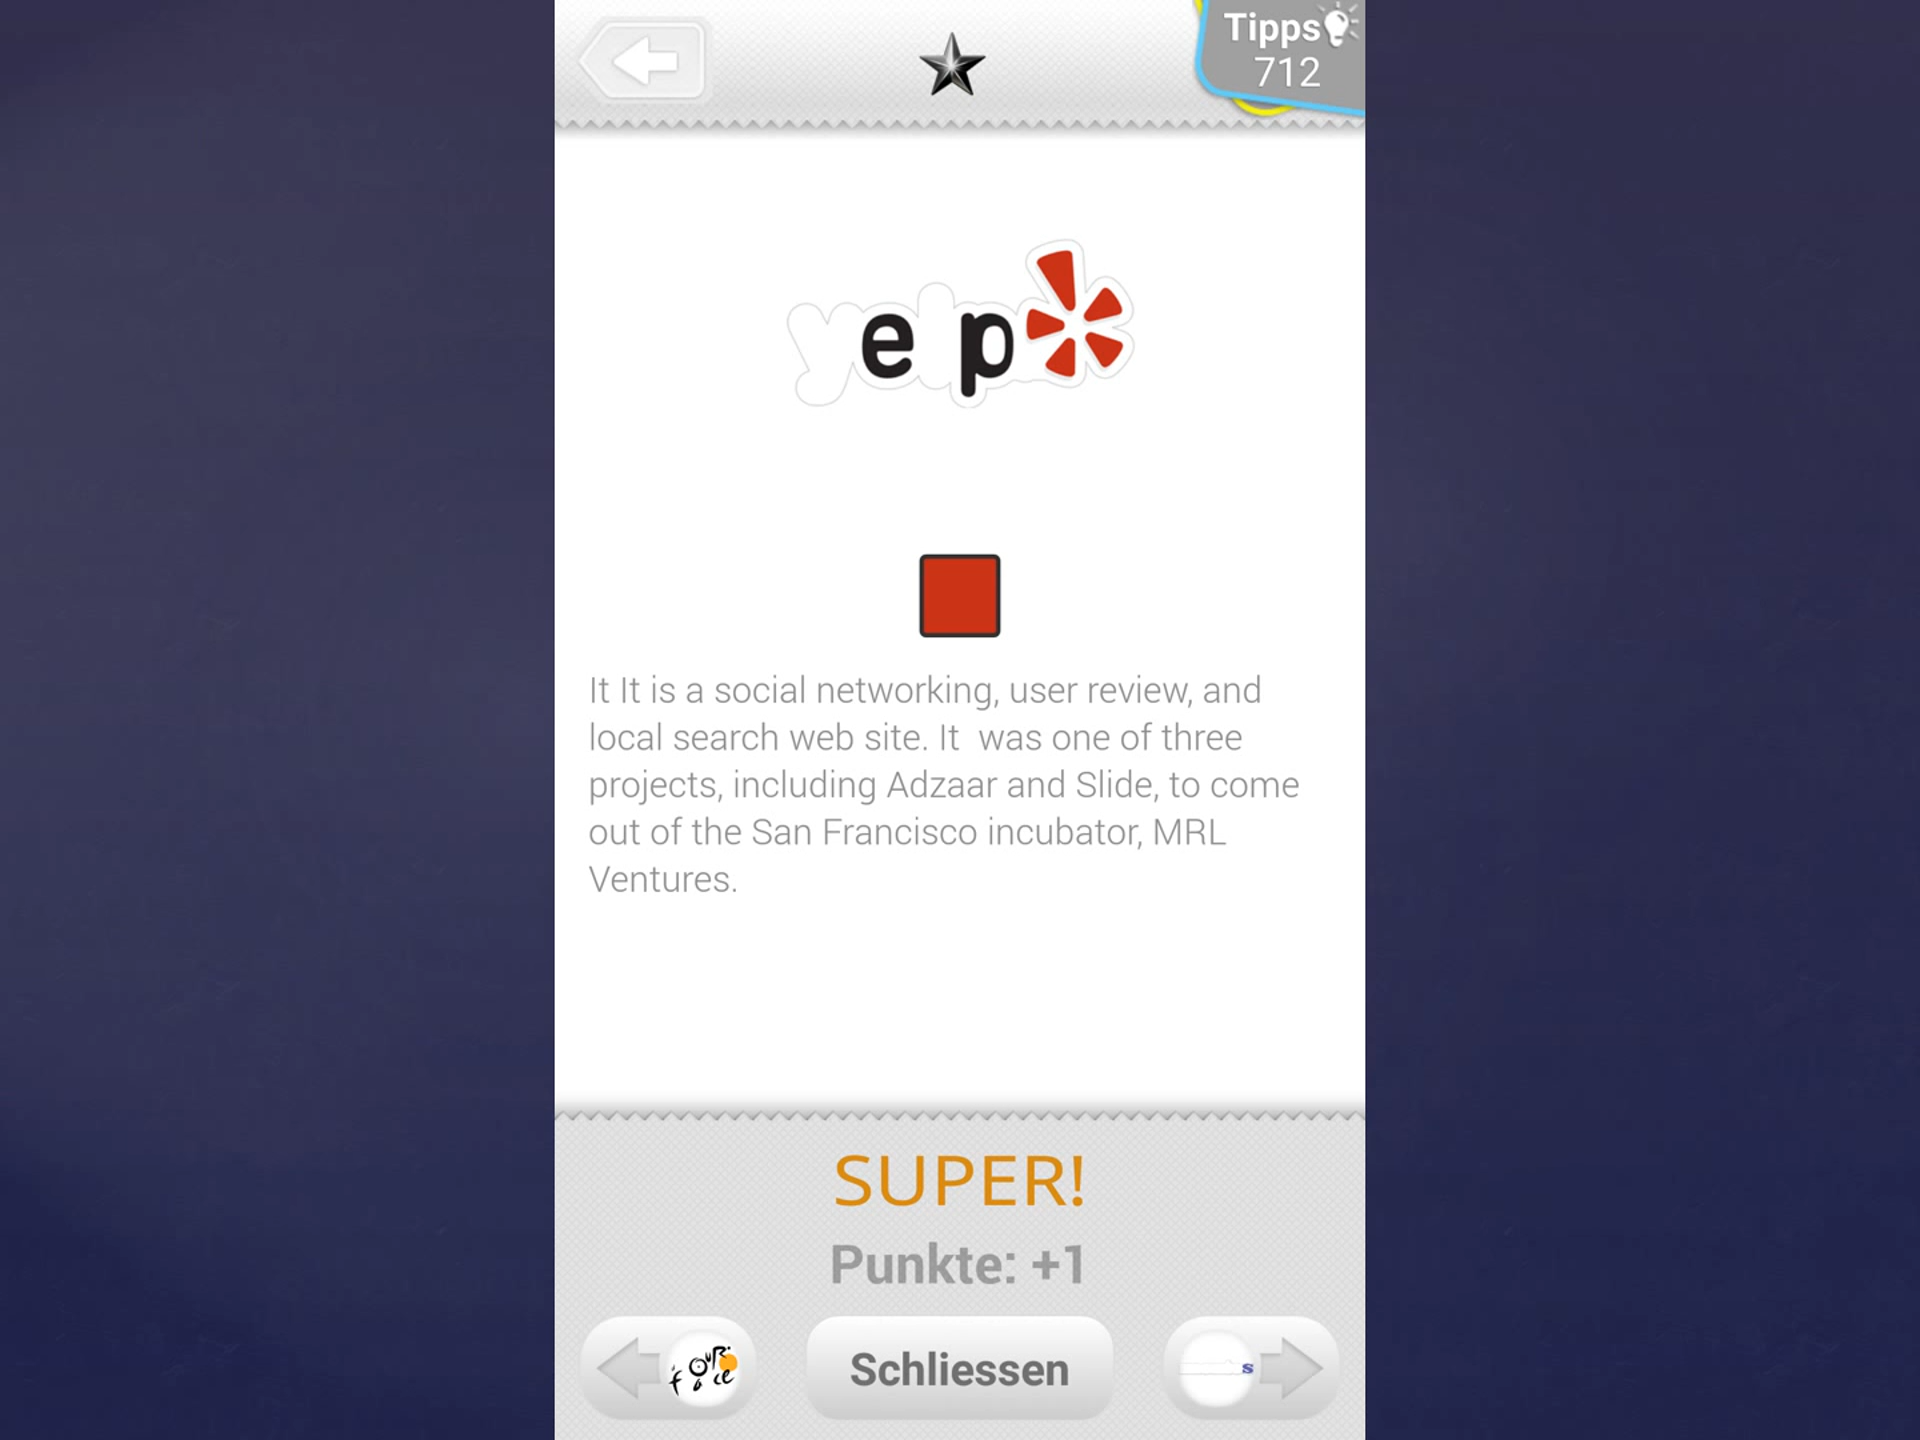 Tipps
712
yelp
It It is a social networking, user review, and
local search web site. It  was one of three
projects, including Adzaar and Slide, to come
out of the San Francisco incubator, MRL
Ventures.
SUPER!
Punkte: +1
Schliessen
s